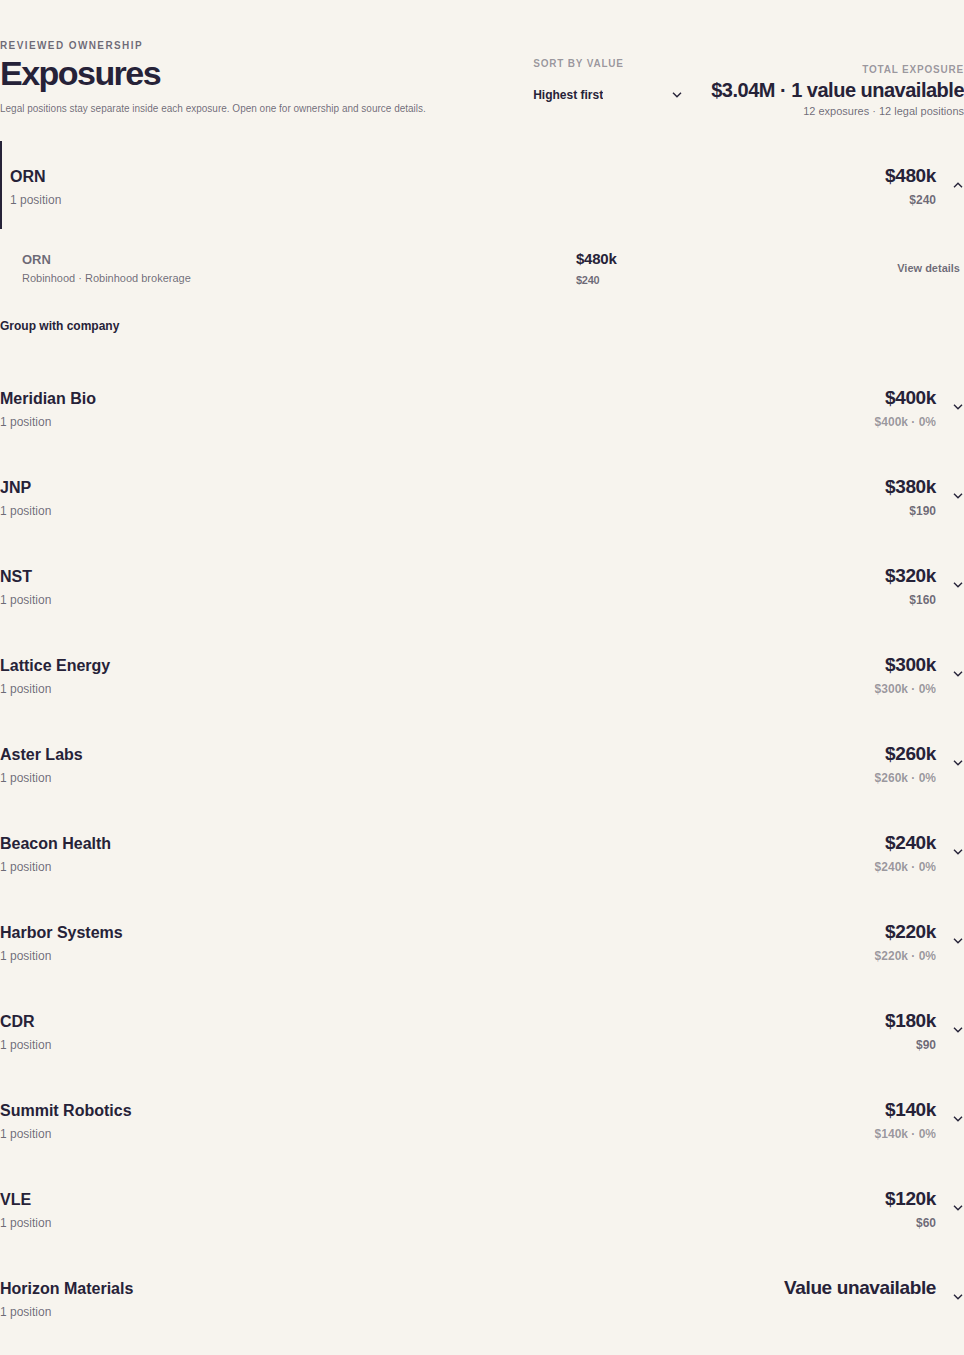 REVIEWED OWNERSHIP
Exposures
Legal positions stay separate inside each exposure. Open one for ownership and source details.
SORT BY VALUE
Highest first
TOTAL EXPOSURE
$3.04M · 1 value unavailable
12 exposures · 12 legal positions
ORN
1 position
$480k
$240
ORN
Robinhood · Robinhood brokerage
$480k
$240
View details
Group with company
Meridian Bio
1 position
$400k
$400k · 0%
JNP
1 position
$380k
$190
NST
1 position
$320k
$160
Lattice Energy
1 position
$300k
$300k · 0%
Aster Labs
1 position
$260k
$260k · 0%
Beacon Health
1 position
$240k
$240k · 0%
Harbor Systems
1 position
$220k
$220k · 0%
CDR
1 position
$180k
$90
Summit Robotics
1 position
$140k
$140k · 0%
VLE
1 position
$120k
$60
Horizon Materials
1 position
Value unavailable